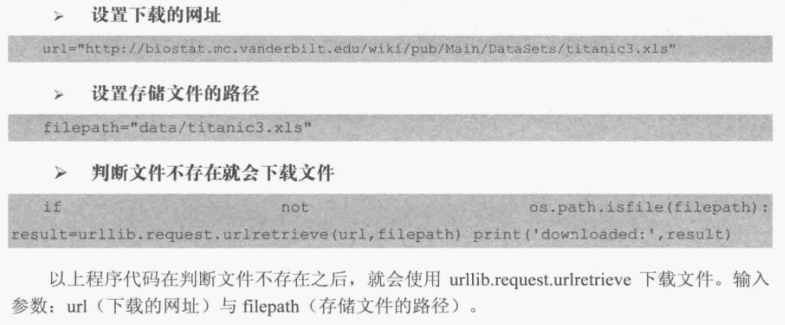 ➢ 设置下载的网址
url="http://biostat.mc.vanderbilt.edu/wiki/pub/Main/DataSets/titanic3.xls"
➢ 设置存储文件的路径
filepath="data/titanic3.xls"
➢ 判断文件不存在就会下载文件
if not os.path.isfile(filepath):
result=urllib.request.urlretrieve(url,filepath) print('downloaded:',result)
以上程序代码在判断文件不存在之后，就会使用 urllib.request.urlretrieve 下载文件。输入
参数：url（下载的网址）与 filepath（存储文件的路径）。